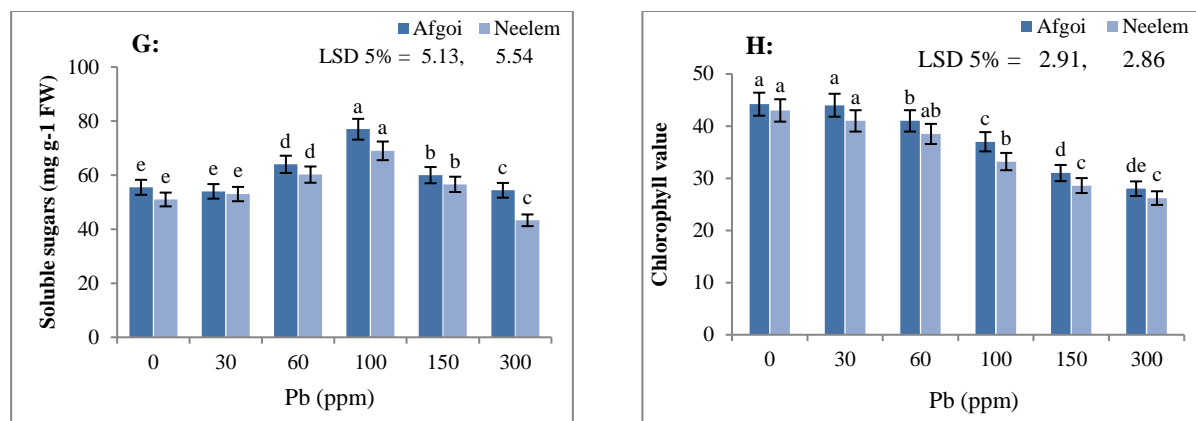 Afgoi Neelem
G:
LSD 5% = 5.13, 5.54
Soluble sugars (mg g-1 FW)
100
80
60
40
20
0
e e e e d d a a b b c c
0 30 60 100 150 300
Pb (ppm)
Afgoi Neelem
H:
LSD 5% = 2.91, 2.86
Chlorophyll value
50
40
30
20
10
0
a a a a b ab c b d c de c
0 30 60 100 150 300
Pb (ppm)